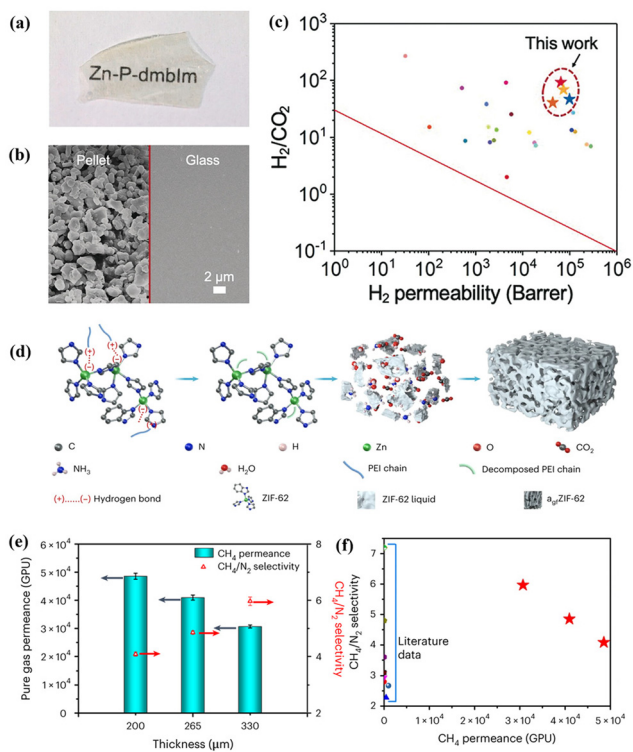 (a)
Zn-P-dmbIm
(b)
Pellet
Glass
2 μm
(c)
This work
H₂/CO₂
10³
10²
10¹
10⁰
10⁻¹
10⁰ 10¹ 10² 10³ 10⁴ 10⁵ 10⁶
H₂ permeability (Barrer)
(d)
(+) (+)
(−) (−)
(−)
(+)
C N H Zn O CO₂
NH₃ H₂O PEI chain Decomposed PEI chain
(+)......(−) Hydrogen bond ZIF-62 ZIF-62 liquid agfZIF-62
(e)
CH₄ permeance
CH₄/N₂ selectivity
Pure gas permeance (GPU)
6 × 10⁴
5 × 10⁴
4 × 10⁴
3 × 10⁴
2 × 10⁴
1 × 10⁴
0
8
6
4
2
CH₄/N₂ selectivity
200 265 330
Thickness (μm)
(f)
CH₄/N₂ selectivity
7
6
5
4
3
2
Literature
data
0 1 × 10⁴ 2 × 10⁴ 3 × 10⁴ 4 × 10⁴ 5 × 10⁴
CH₄ permeance (GPU)